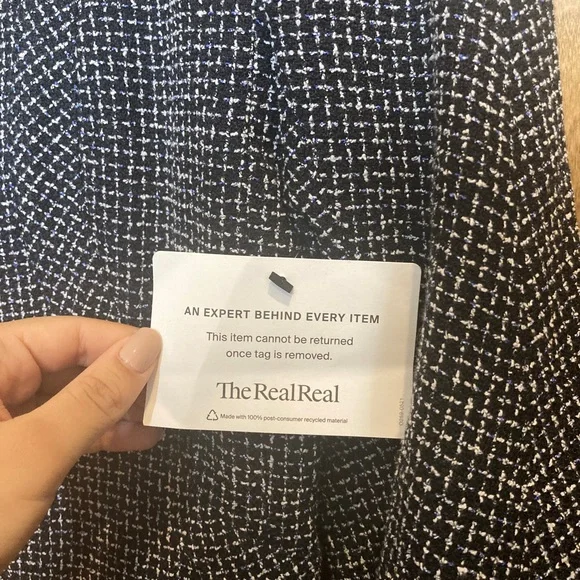 AN EXPERT BEHIND EVERY ITEM
This item cannot be returned
once tag is removed.
TheRealReal
Made with 100% post-consumer recycled material